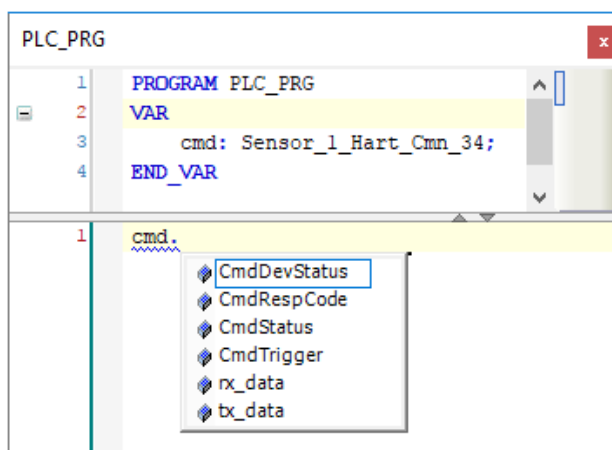 PLC_PRG
x
1 PROGRAM PLC_PRG
2 VAR
3 cmd: Sensor_1_Hart_Cmn_34;
4 END_VAR
1 cmd.
CmdDevStatus
CmdRespCode
CmdStatus
CmdTrigger
rx_data
tx_data